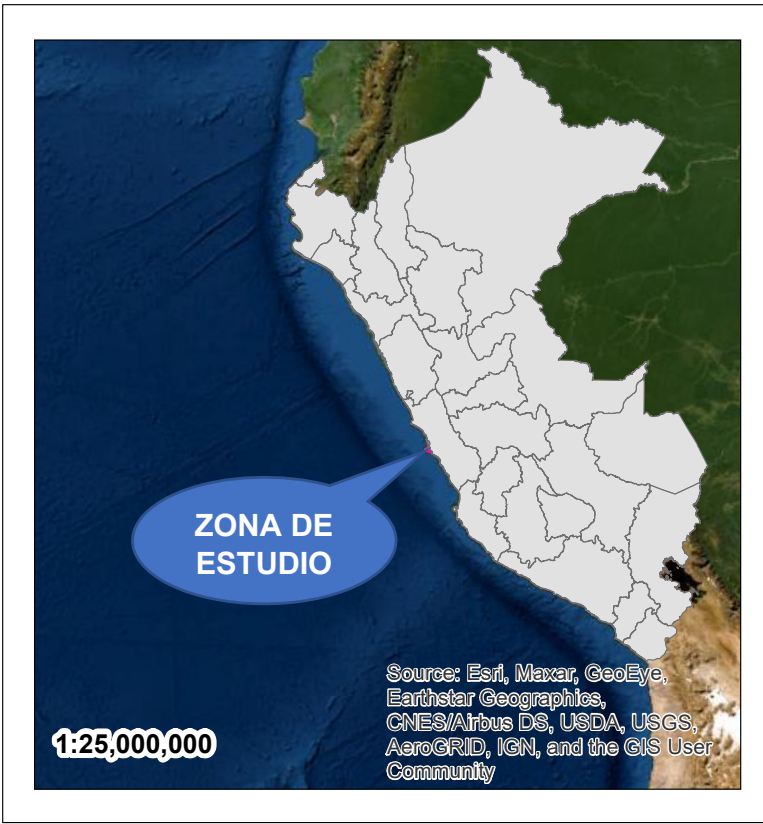 ZONA DE
ESTUDIO
Source: Esri, Maxar, GeoEye,
Earthstar Geographics,
CNES/Airbus DS, USDA, USGS,
AeroGRID, IGN, and the GIS User
Community
1:25,000,000